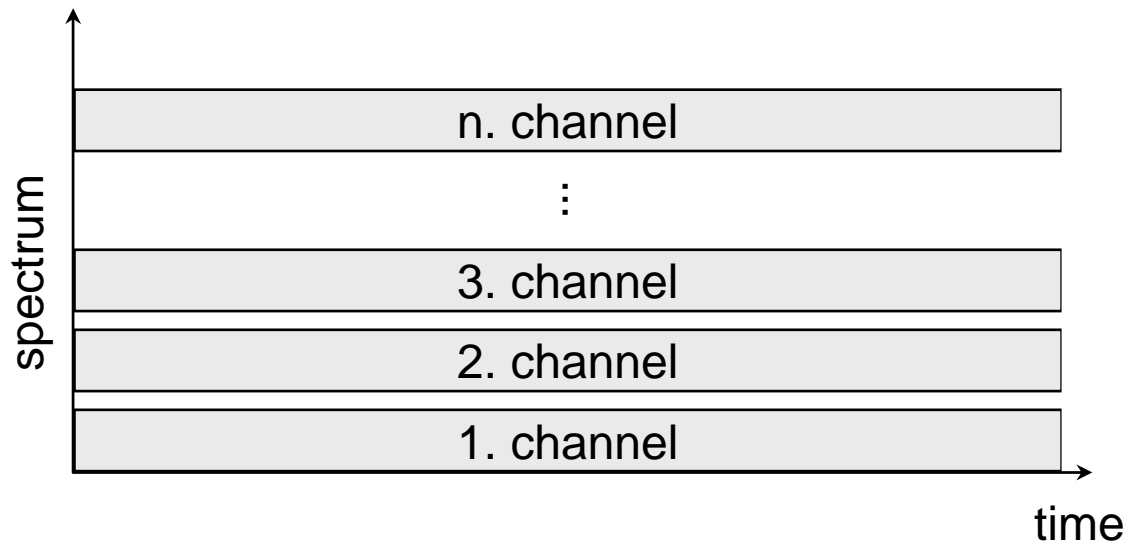 n. channel
...
3. channel
2. channel
1. channel
spectrum
time